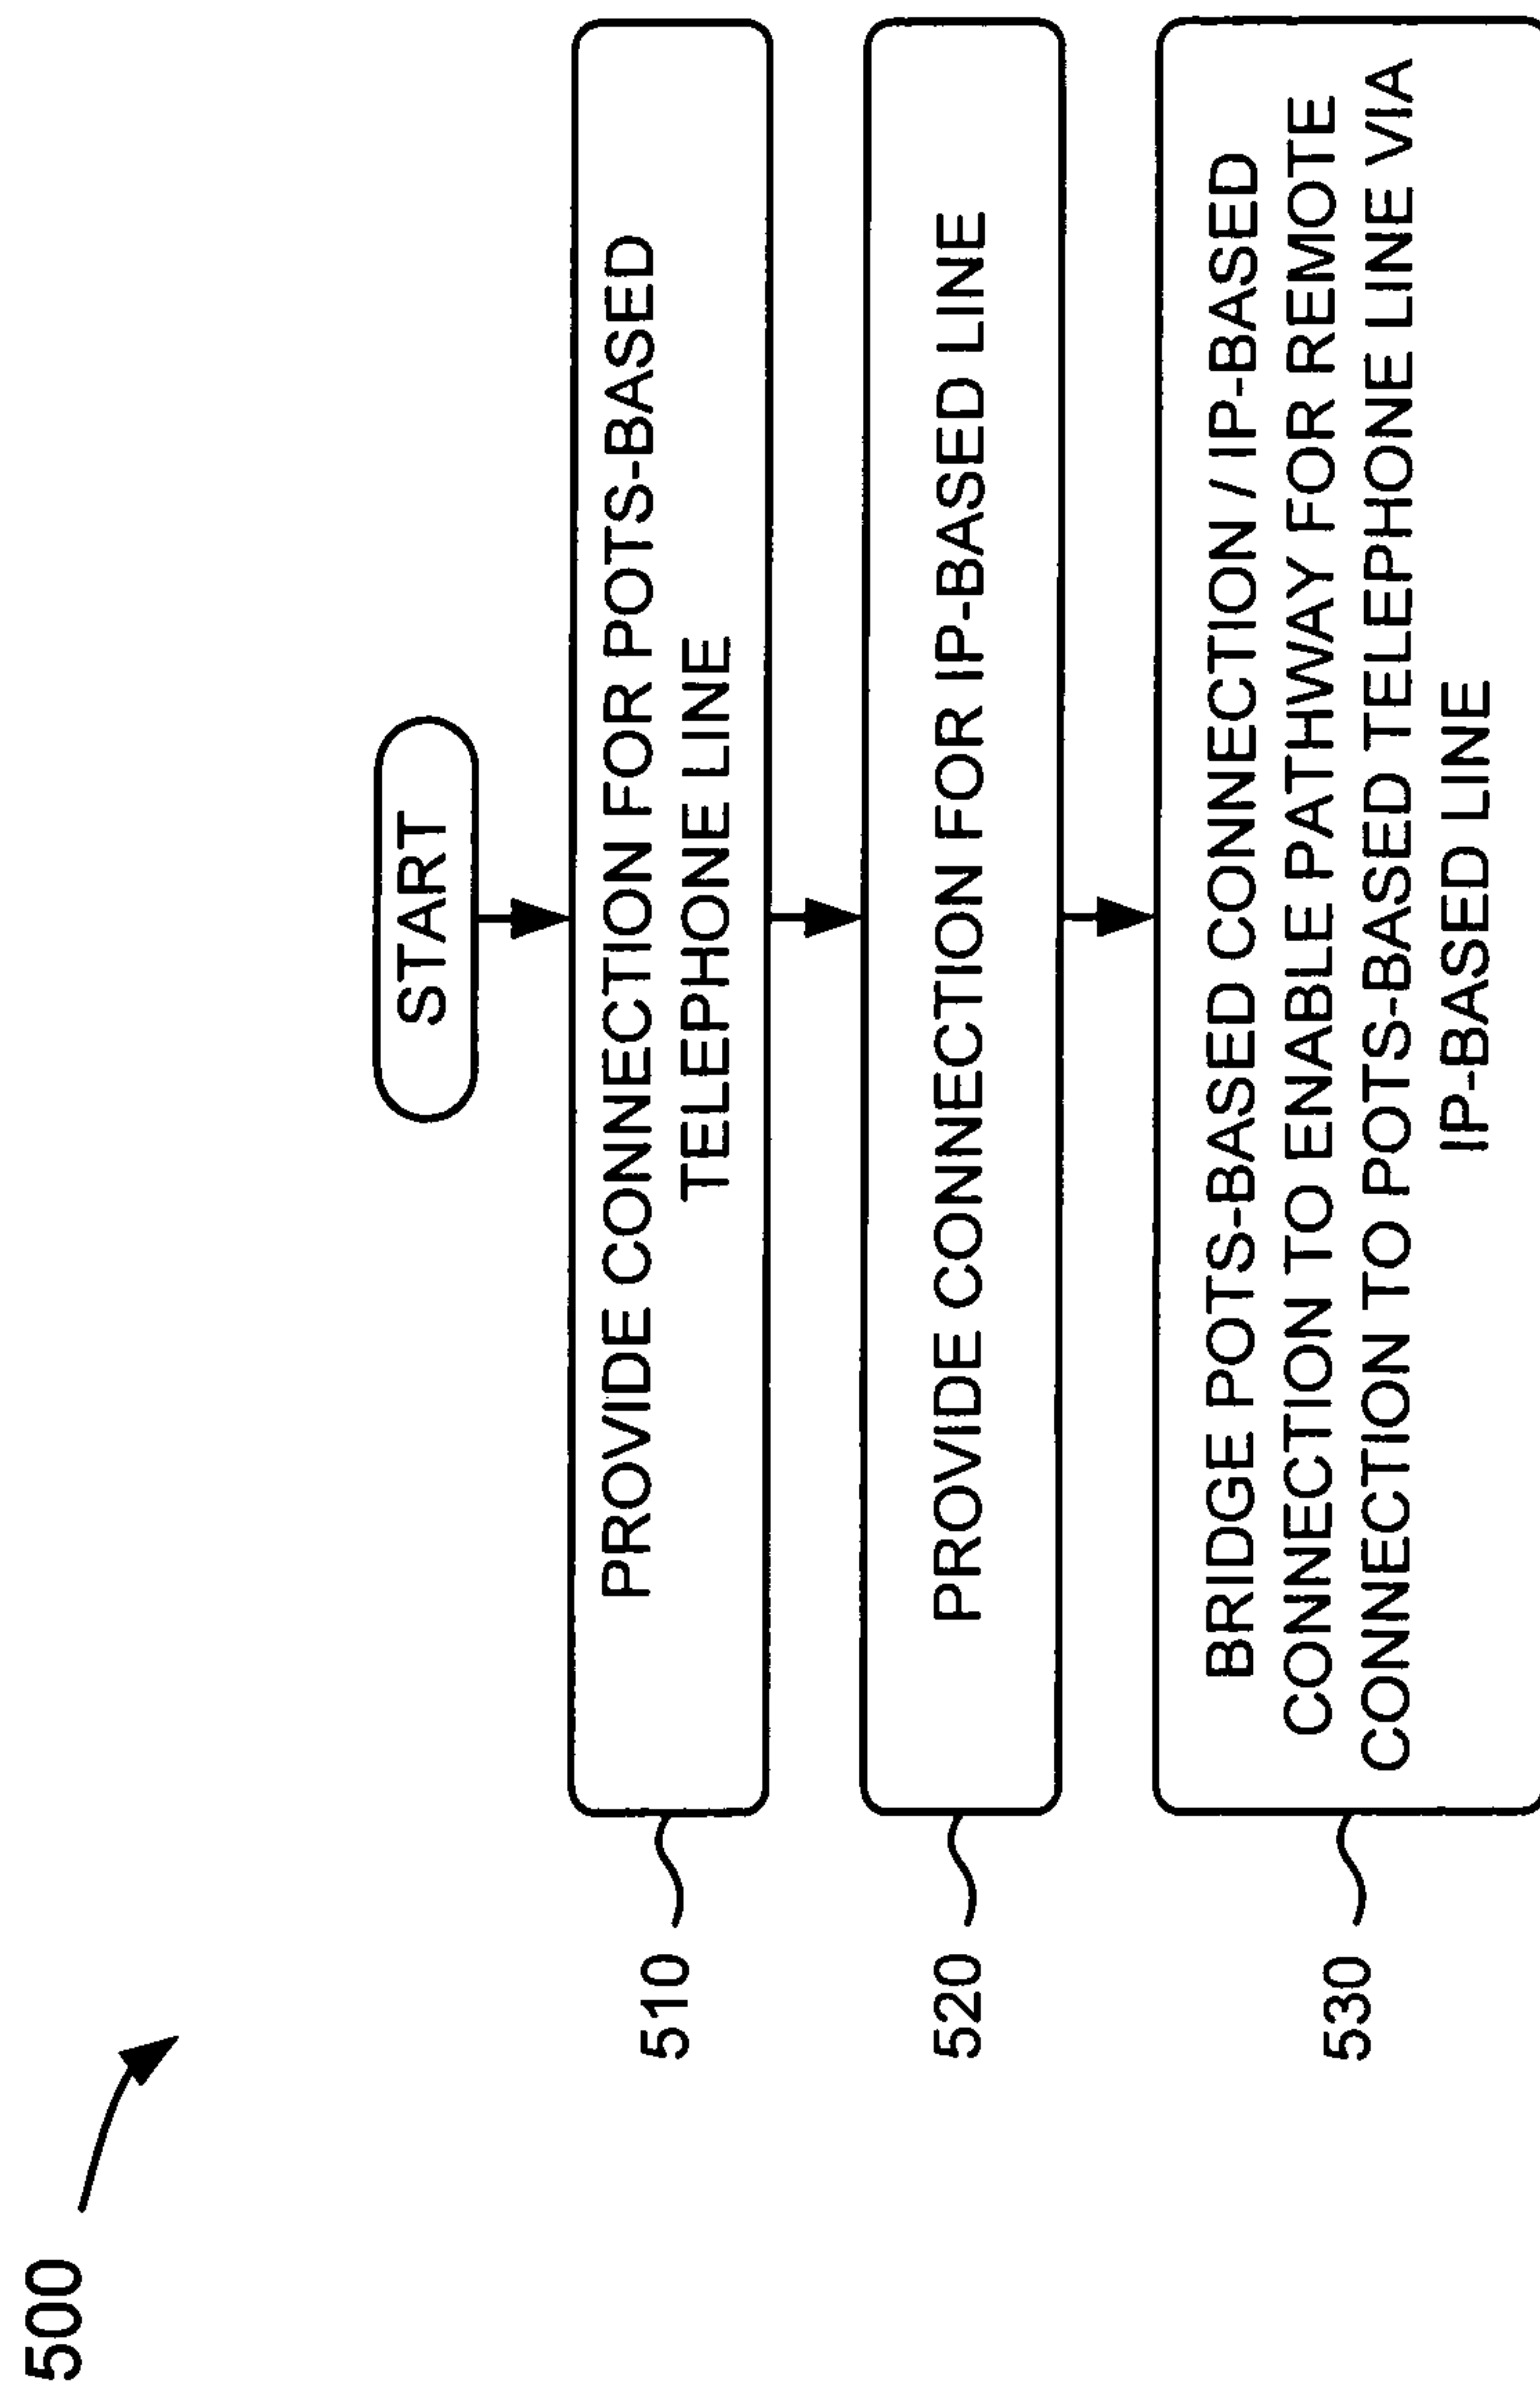 500
START
510
PROVIDE CONNECTION FOR POTS-BASED
TELEPHONE LINE
520
PROVIDE CONNECTION FOR IP-BASED LINE
530
BRIDGE POTS-BASED CONNECTION / IP-BASED
CONNECTION TO ENABLE PATHWAY FOR REMOTE
CONNECTION TO POTS-BASED TELEPHONE LINE VIA
IP-BASED LINE